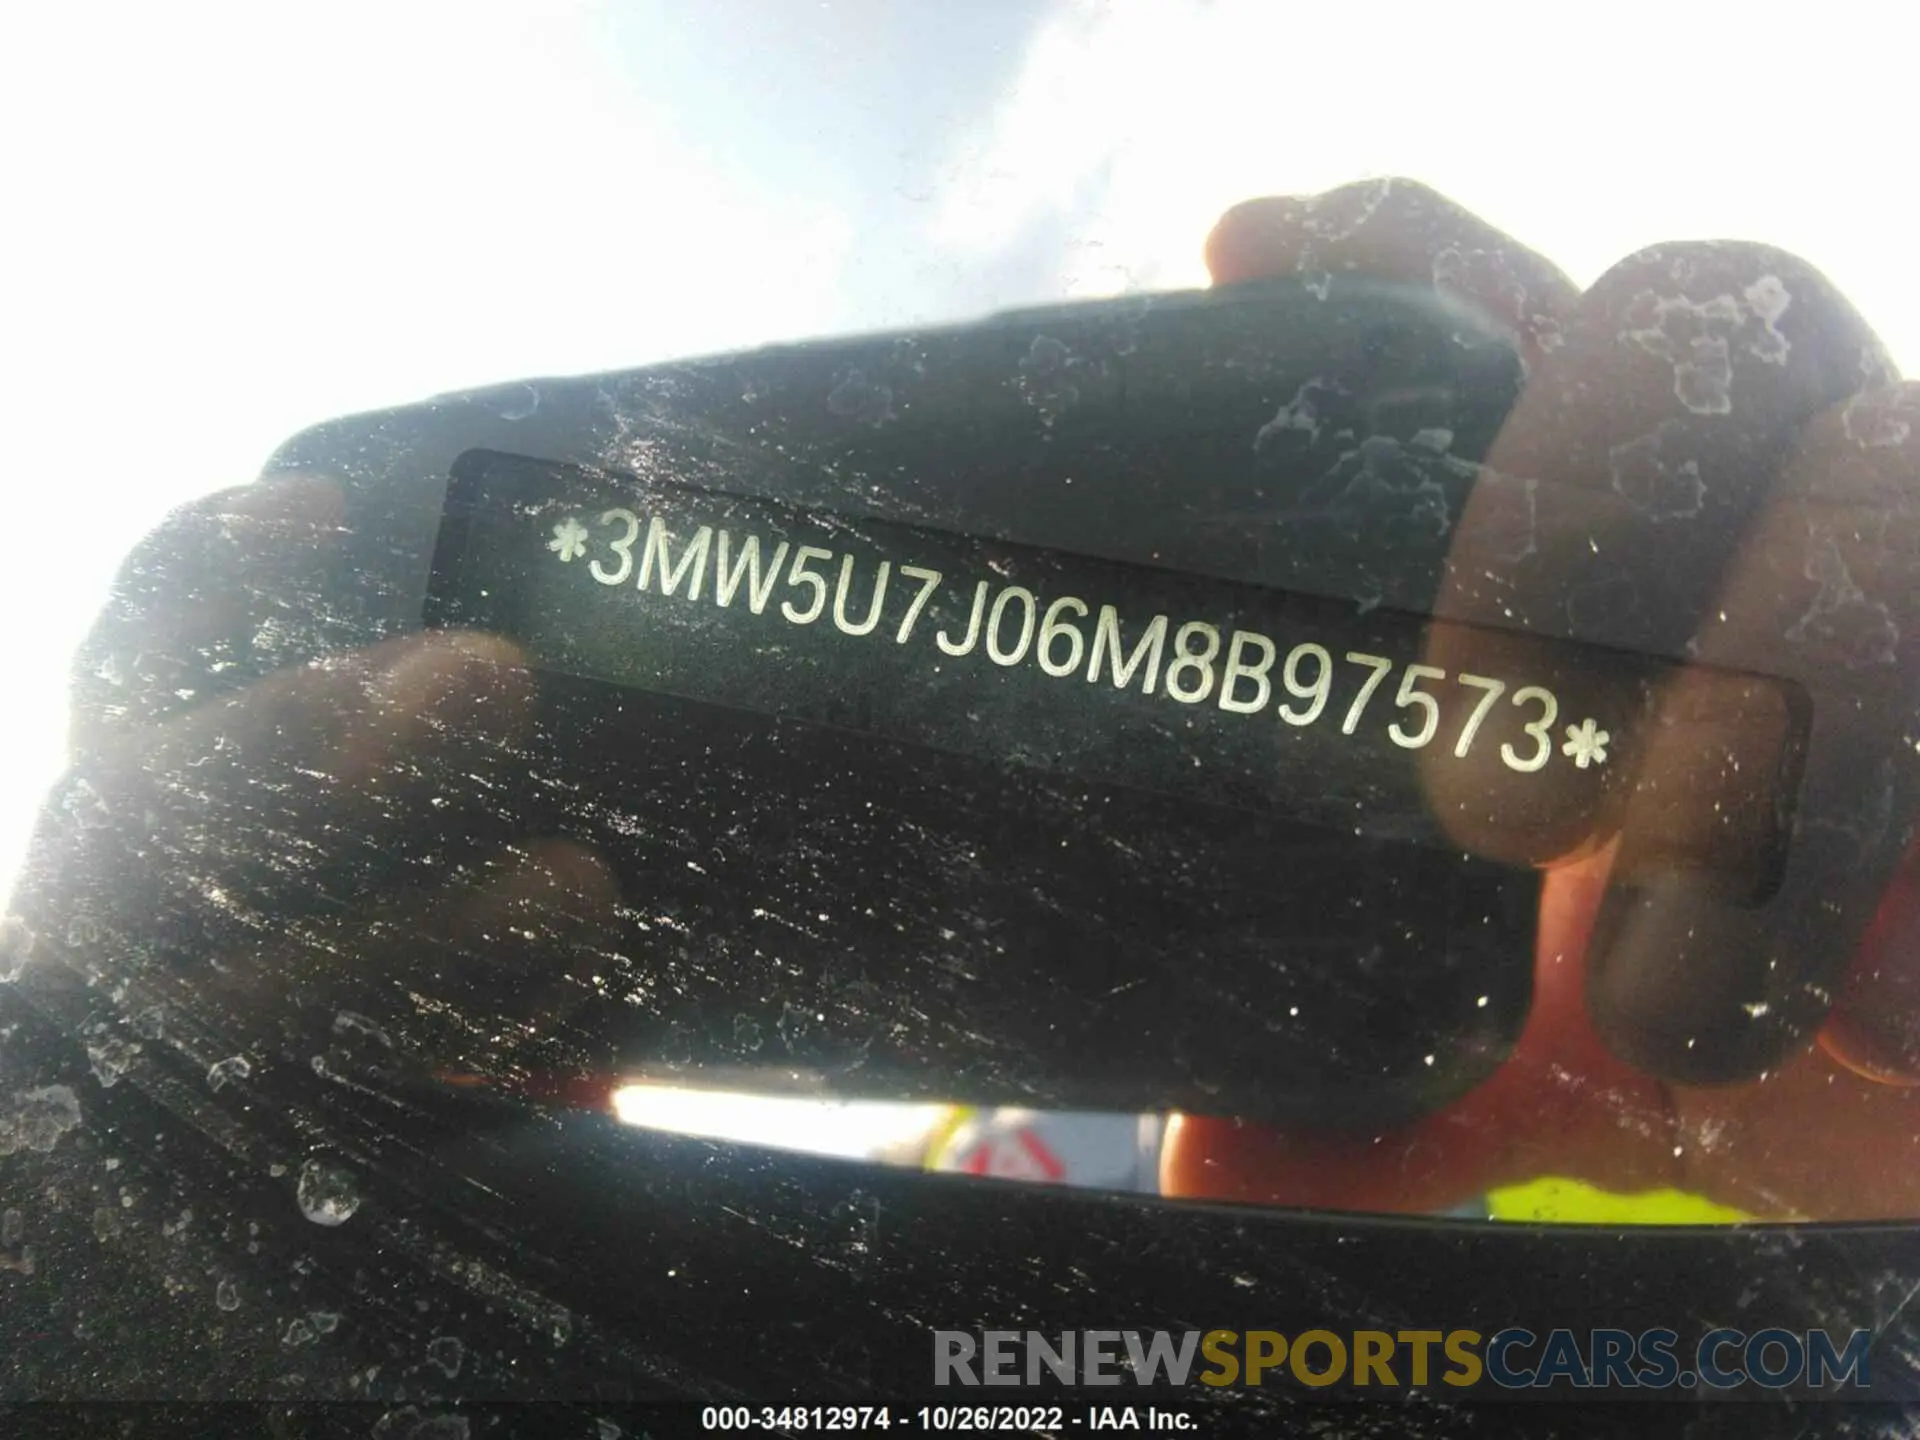 *3MW5U7J06M8B97573*
RENEWSPORTSCARS.COM
000-34812974 - 10/26/2022 - IAA Inc.